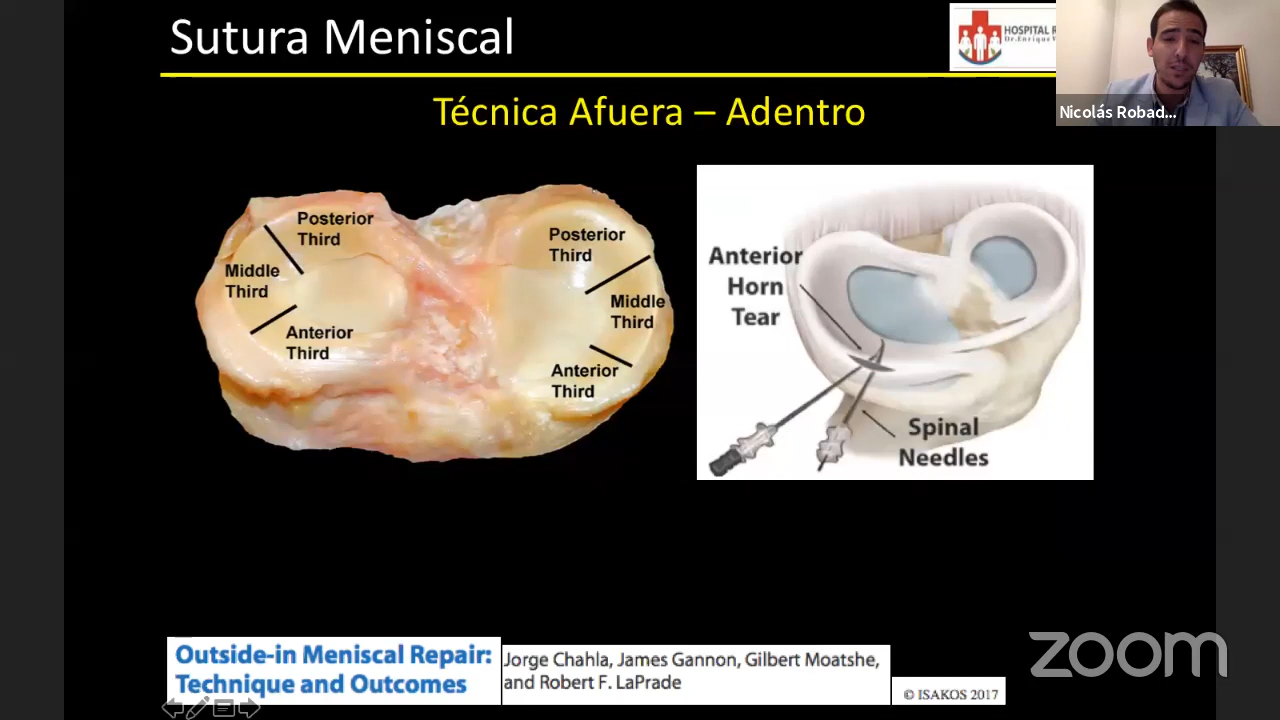 Sutura Meniscal
HOSPITAL R
Dr. Enrique V
Nicolás Robad...
Técnica Afuera – Adentro
Posterior
Third
Middle
Third
Anterior
Third
Posterior
Third
Middle
Third
Anterior
Third
Anterior
Horn
Tear
Spinal
Needles
Outside-in Meniscal Repair:
Technique and Outcomes
Jorge Chahla, James Gannon, Gilbert Moatshe,
and Robert F. LaPrade
© ISAKOS 2017
zoom